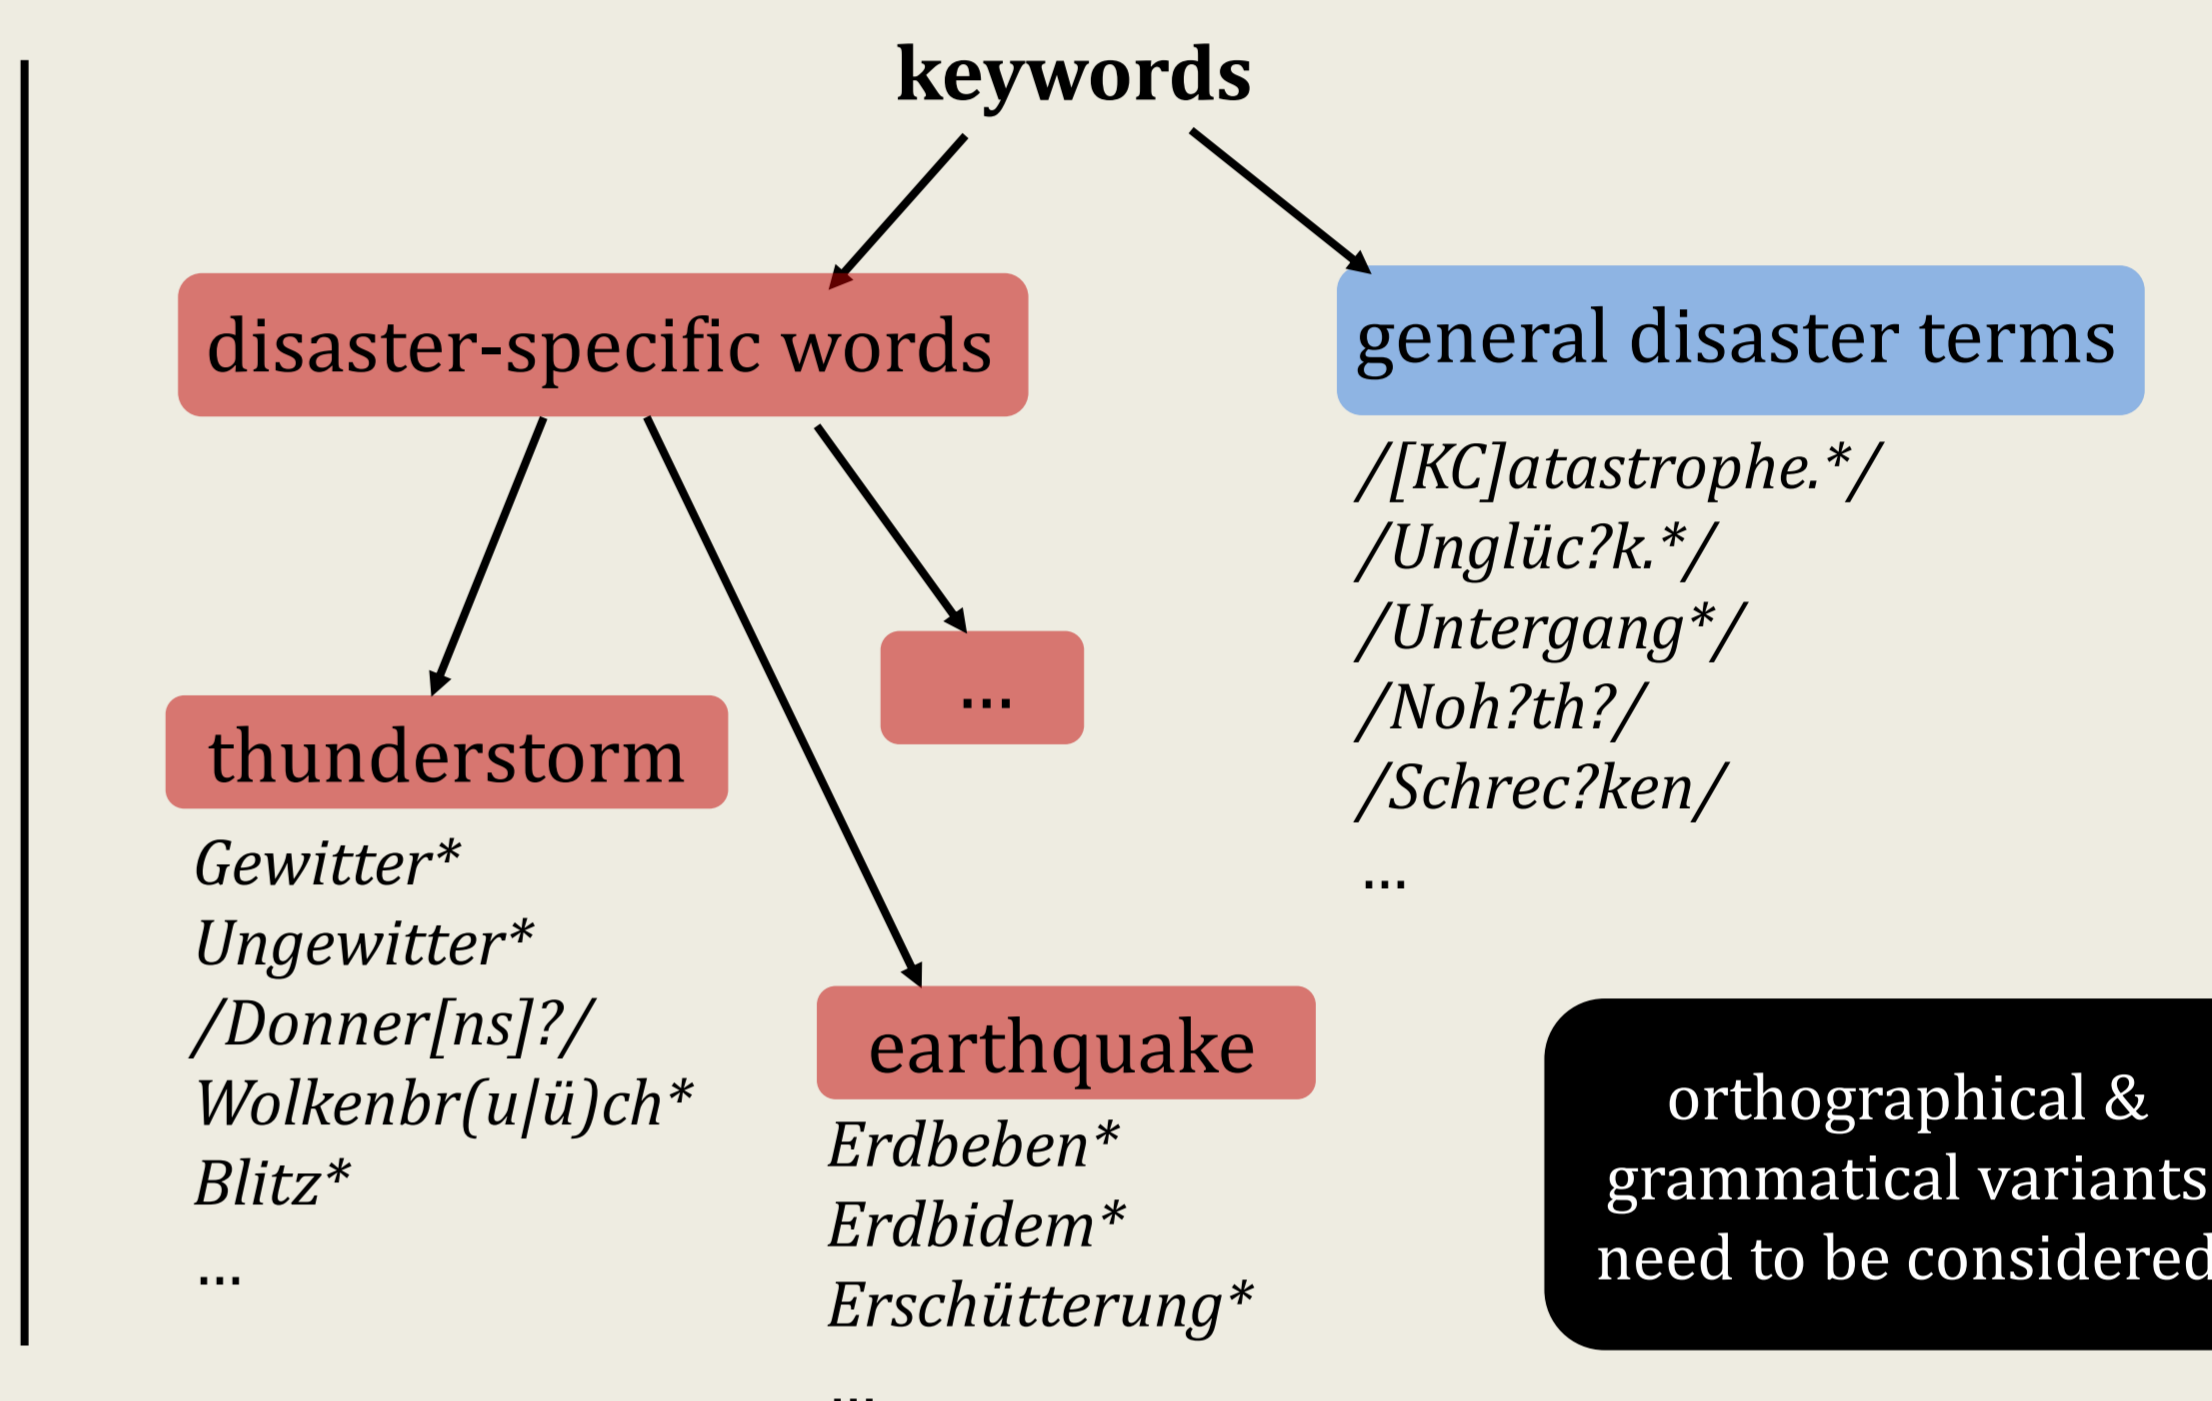 keywords
disaster-specific words
general disaster terms
/[KC]atastrophe.*/
/Unglüc?k.*/
/Untergang*/
/Noh?th?/
/Schrec?ken/
...
...
thunderstorm
Gewitter*
Ungewitter*
/Donner[ns]?/
Wolkenbr(u|ü)ch*
Blitz*
...
earthquake
Erdbeben*
Erdbidem*
Erschütterung*
...
orthographical &
grammatical variants
need to be considered